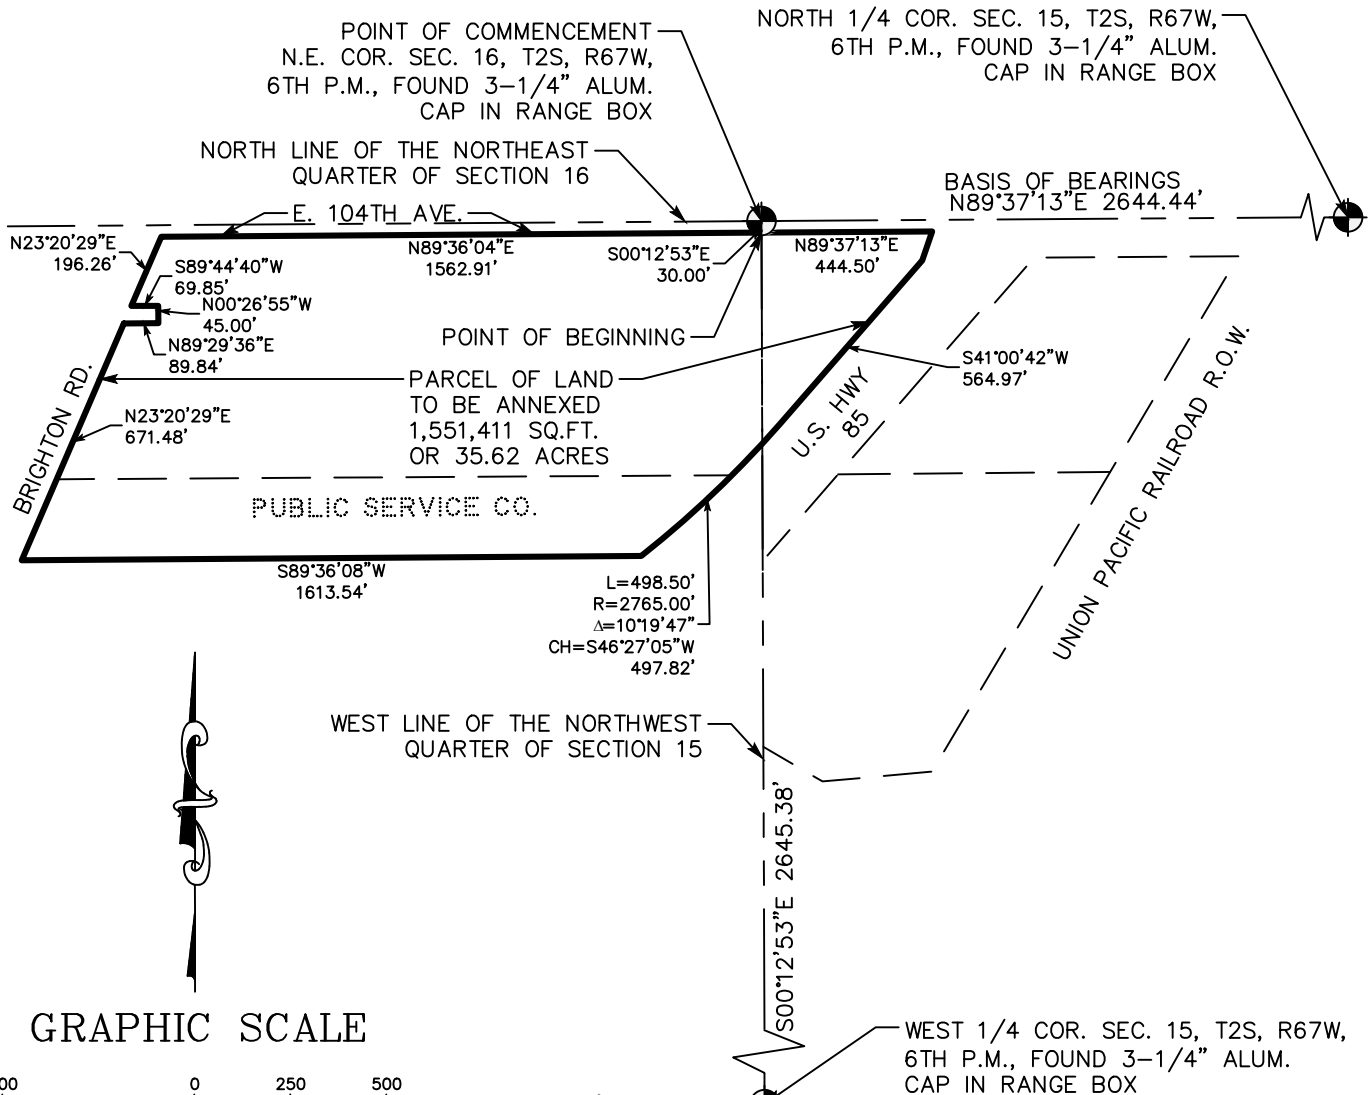 POINT OF COMMENCEMENT
N.E. COR. SEC. 16, T2S, R67W,
6TH P.M., FOUND 3-1/4" ALUM.
CAP IN RANGE BOX
NORTH 1/4 COR. SEC. 15, T2S, R67W,
6TH P.M., FOUND 3-1/4" ALUM.
CAP IN RANGE BOX
NORTH LINE OF THE NORTHEAST
QUARTER OF SECTION 16
BASIS OF BEARINGS
N89°37'13"E 2644.44'
E. 104TH AVE.
N23°20'29"E
196.26'
N89°36'04"E
1562.91'
S00°12'53"E
30.00'
N89°37'13"E
444.50'
S89°44'40"W
69.85'
N00°26'55"W
45.00'
N89°29'36"E
89.84'
POINT OF BEGINNING
S41°00'42"W
564.97'
PARCEL OF LAND
TO BE ANNEXED
1,551,411 SQ.FT.
OR 35.62 ACRES
BRIGHTON RD.
N23°20'29"E
671.48'
U.S. HWY
85
UNION PACIFIC RAILROAD R.O.W.
PUBLIC SERVICE CO.
S89°36'08"W
1613.54'
L=498.50'
R=2765.00'
Δ=10°19'47"
CH=S46°27'05"W
497.82'
WEST LINE OF THE NORTHWEST
QUARTER OF SECTION 15
S00°12'53"E 2645.38'
GRAPHIC SCALE
WEST 1/4 COR. SEC. 15, T2S, R67W,
6TH P.M., FOUND 3-1/4" ALUM.
CAP IN RANGE BOX
0 250 500